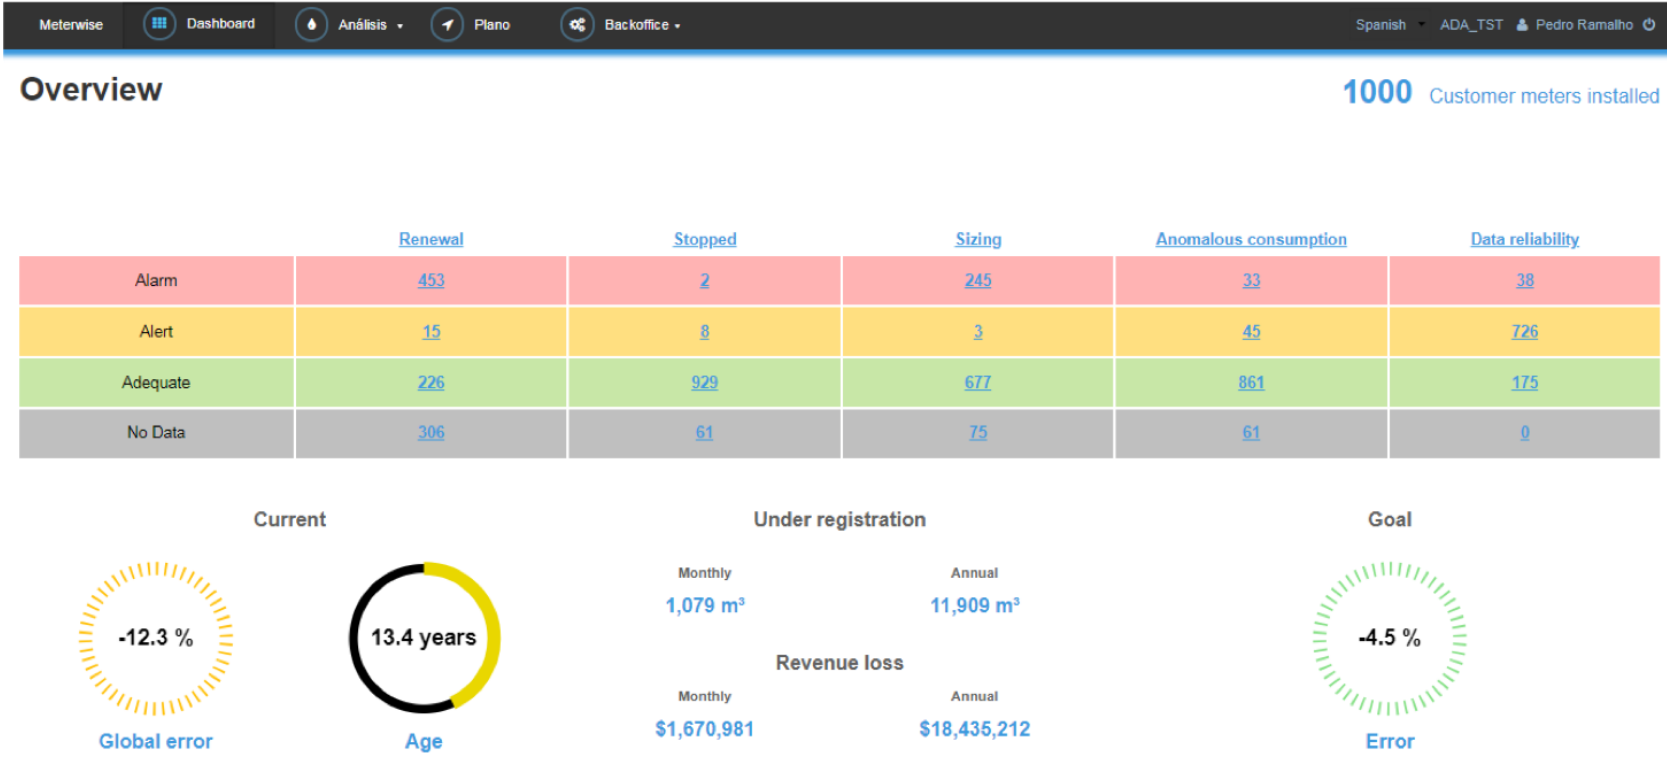 Meterwise Dashboard Análisis Plano Backoffice Spanish ADA_TST Pedro Ramalho
Overview
1000 Customer meters installed
Renewal Stopped Sizing Anomalous consumption Data reliability
Alarm 453 2 245 33 38
Alert 15 8 3 45 726
Adequate 226 929 677 861 175
No Data 306 61 75 61 0
Current Under registration Goal
Monthly Annual
1,079 m³ 11,909 m³
-12.3 % 13.4 years -4.5 %
Revenue loss
Monthly Annual
$1,670,981 $18,435,212
Global error Age Error